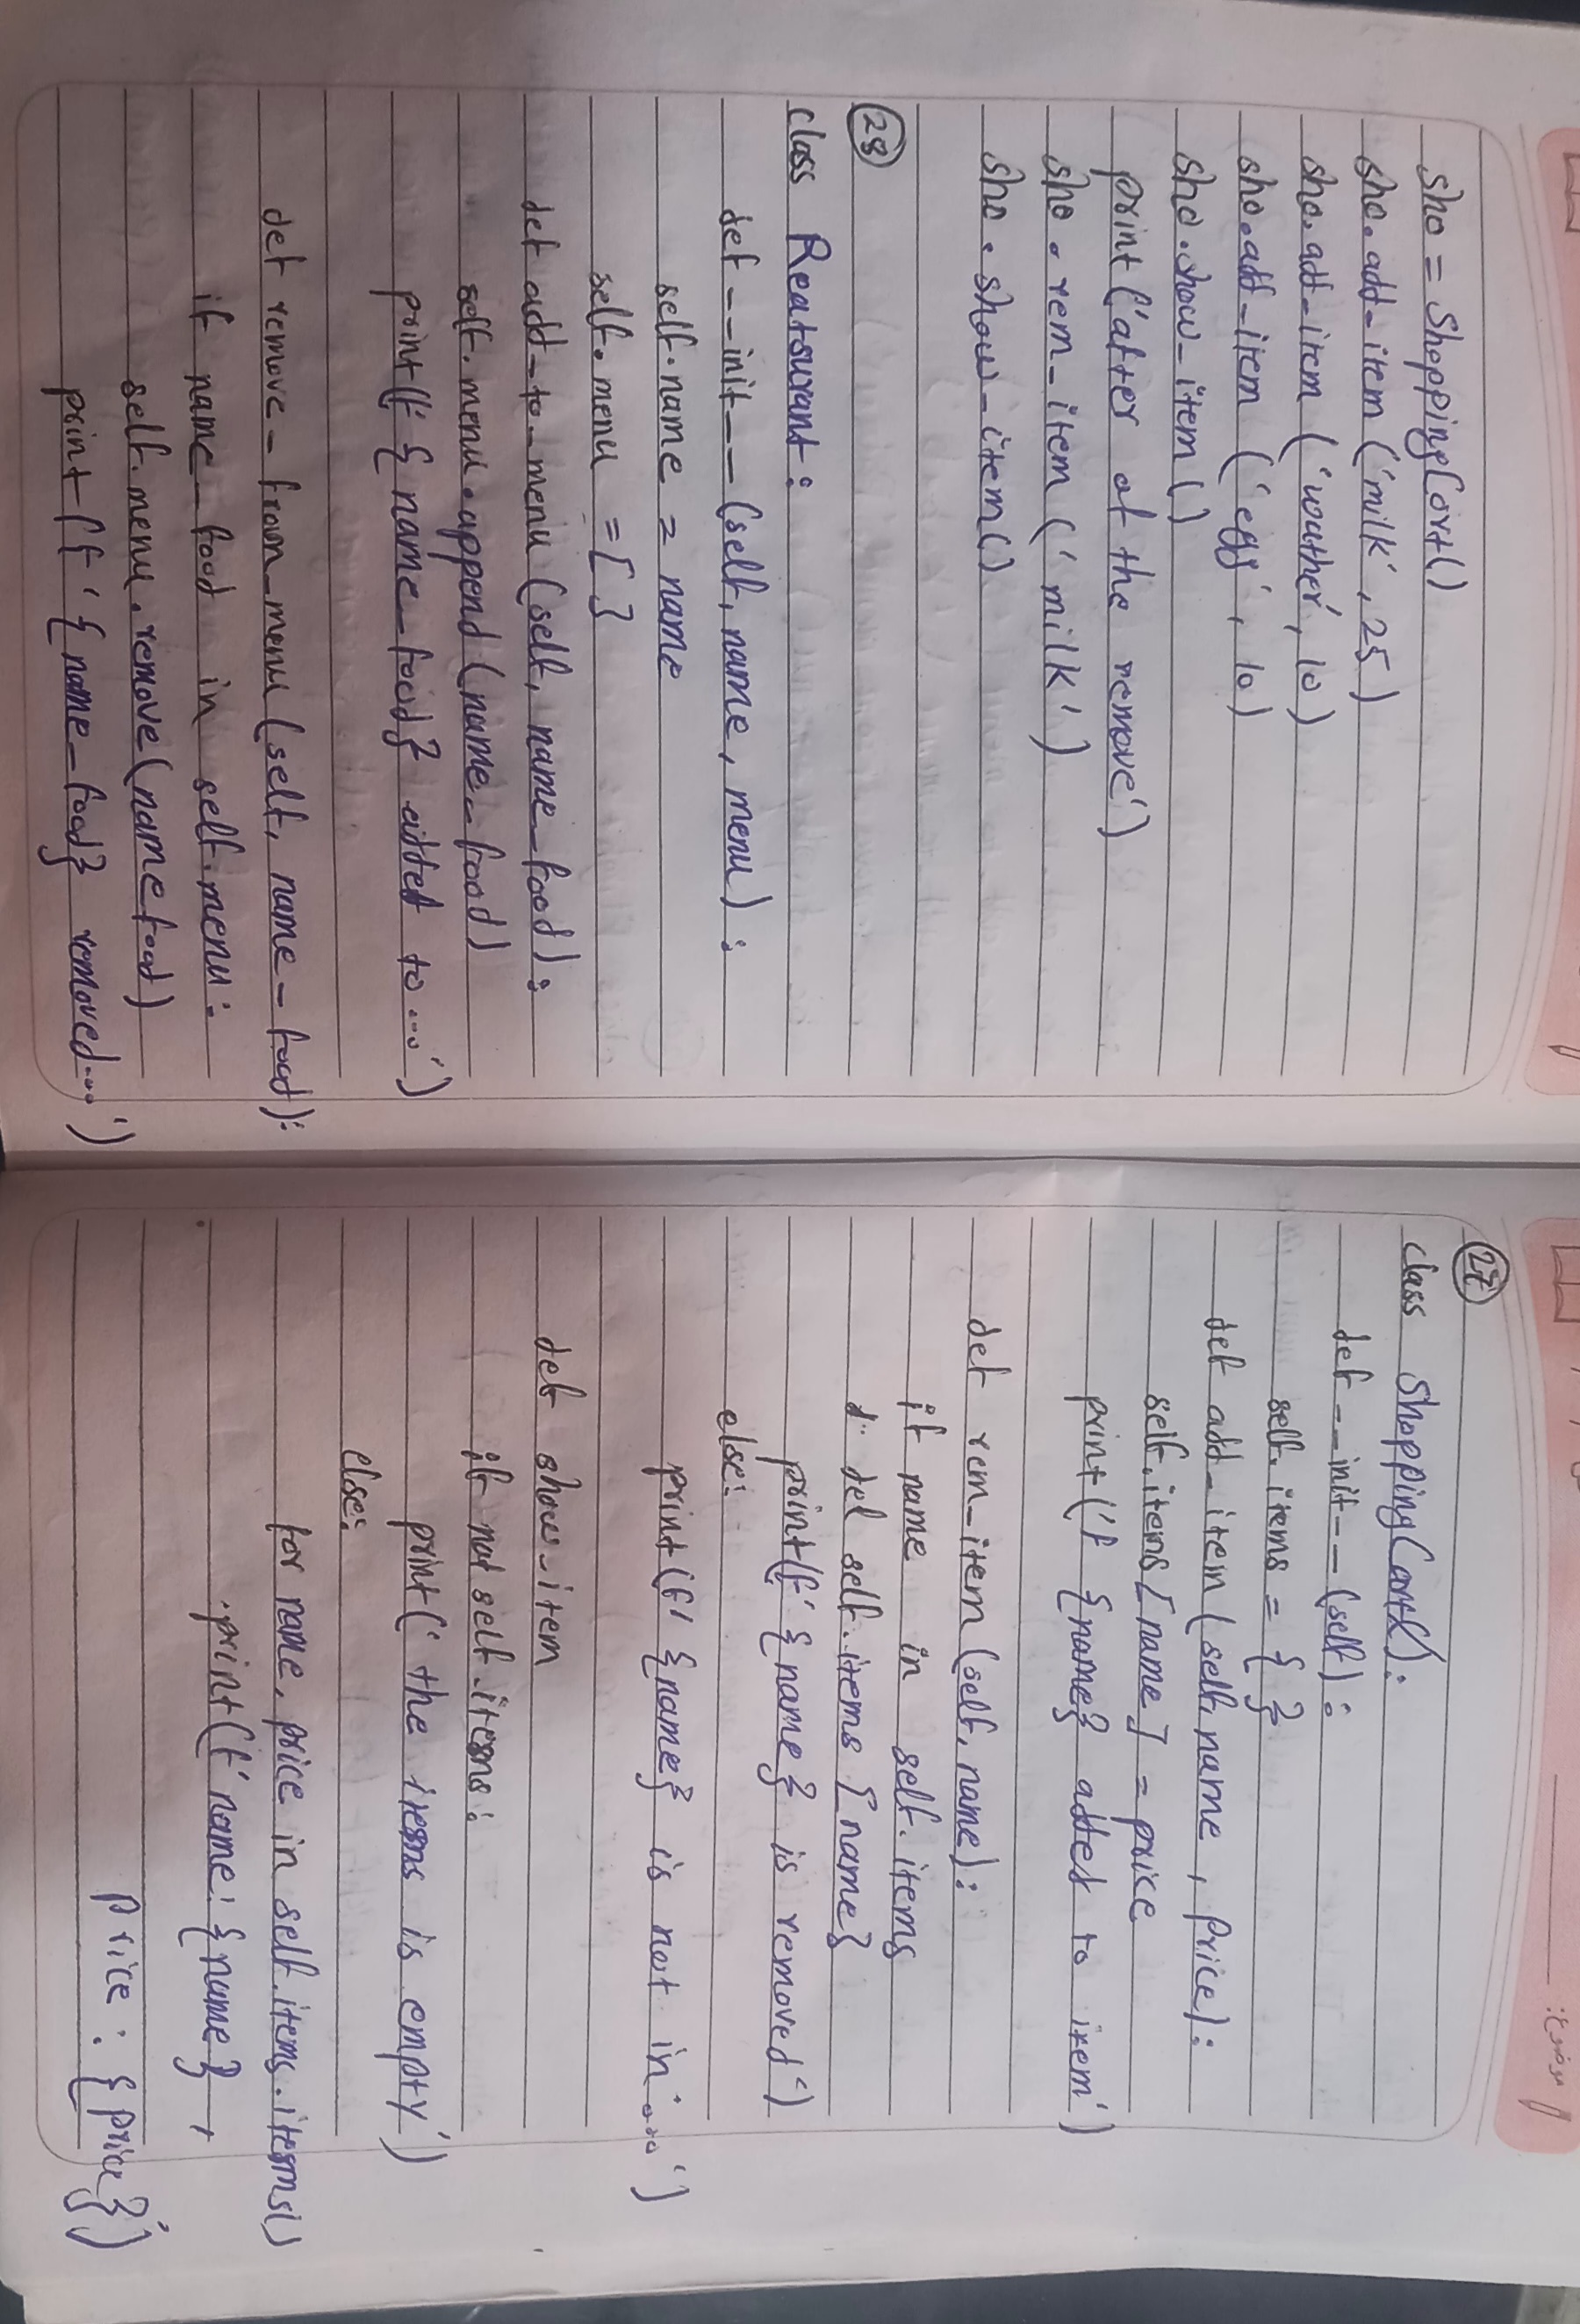 sho = ShoppingCart()
sho.add_item('milk', 25)
sho.add_item('wather', 10)
sho.add_item('egg', 10)
sho.show_item()
print('after of the remove')
sho.rem_item('milk')
sho.show_item()
28
class Reatsurant:
def __init__(self, name, menu):
self.name = name
self.menu = []
def add_to_menu(self, name_food):
self.menu.append(name_food)
print(f'{name_food} added to...')
def remove_from_menu(self, name_food):
if name_food in self.menu:
self.menu.remove(name food)
print(f'{name_food} removed...')
موضوع:
27
class ShoppingCart():
def __init__(self):
self.items = { }
def add_item(self, name, price):
self.items[name] = price
print('f {name} added to item')
def rem_item(self, name):
if name in self.items
del self.items [name}
print(f'{name} is removed')
else:
print(f'{name} is not in...')
def show_item
if not self.items:
print('the items is empty')
else:
for name, price in self.items.items()
print(f'name: {name},
price: {price}')